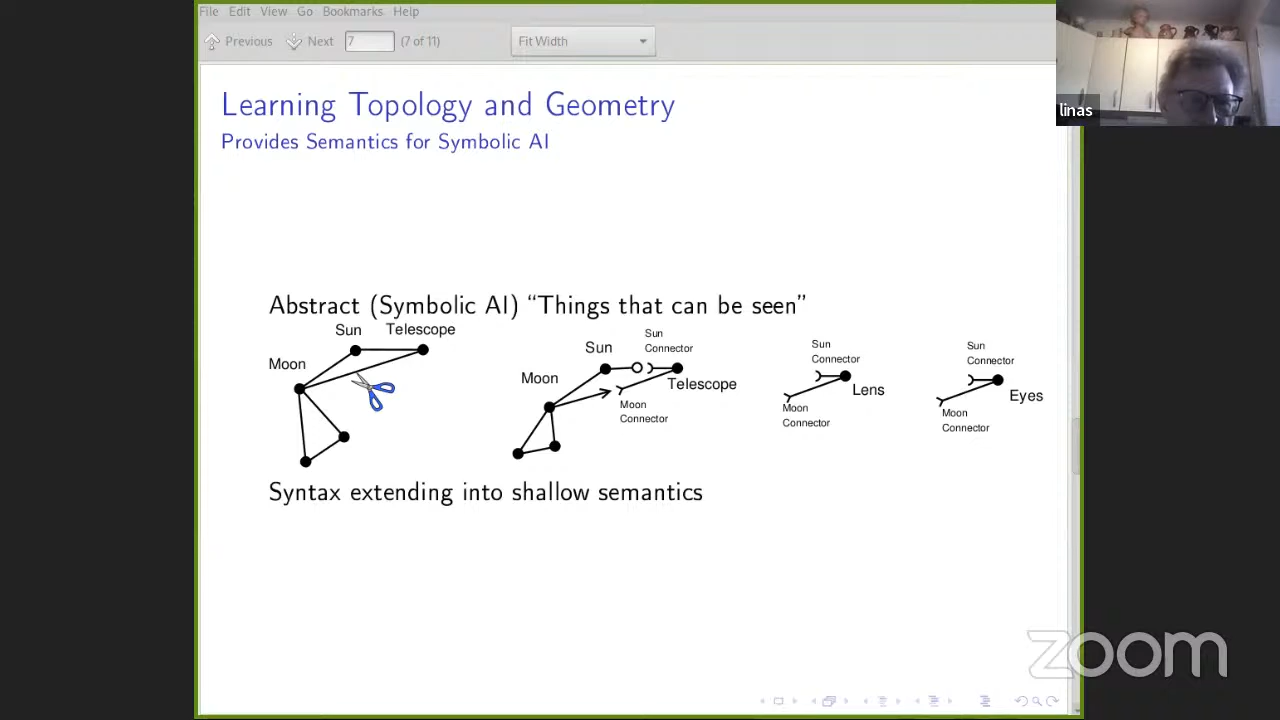 File Edit View Go Bookmarks Help
Previous Next 7 (7 of 11) Fit Width
linas
Learning Topology and Geometry
Provides Semantics for Symbolic AI
Abstract (Symbolic AI) “Things that can be seen”
Sun Telescope
Moon
Sun
Moon
Sun
Connector
Telescope
Moon
Connector
Sun
Connector
Lens
Moon
Connector
Sun
Connector
Eyes
Moon
Connector
Syntax extending into shallow semantics
zoom